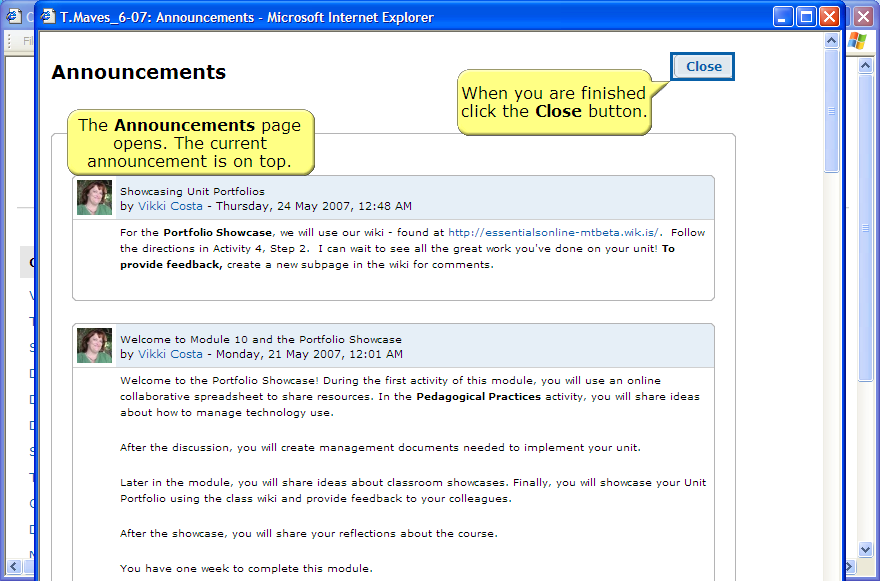 T.Maves_6-07: Announcements - Microsoft Internet Explorer
Announcements
Close
When you are finished
click the Close button.
The Announcements page
opens. The current
announcement is on top.
Showcasing Unit Portfolios
by Vikki Costa - Thursday, 24 May 2007, 12:48 AM
For the Portfolio Showcase, we will use our wiki - found at http://essentialsonline-mtbeta.wik.is/.  Follow
the directions in Activity 4, Step 2.  I can wait to see all the great work you've done on your unit! To
provide feedback, create a new subpage in the wiki for comments.
Welcome to Module 10 and the Portfolio Showcase
by Vikki Costa - Monday, 21 May 2007, 12:01 AM
Welcome to the Portfolio Showcase! During the first activity of this module, you will use an online
collaborative spreadsheet to share resources. In the Pedagogical Practices activity, you will share ideas
about how to manage technology use.
After the discussion, you will create management documents needed to implement your unit.
Later in the module, you will share ideas about classroom showcases. Finally, you will showcase your Unit
Portfolio using the class wiki and provide feedback to your colleagues.
After the showcase, you will share your reflections about the course.
You have one week to complete this module.